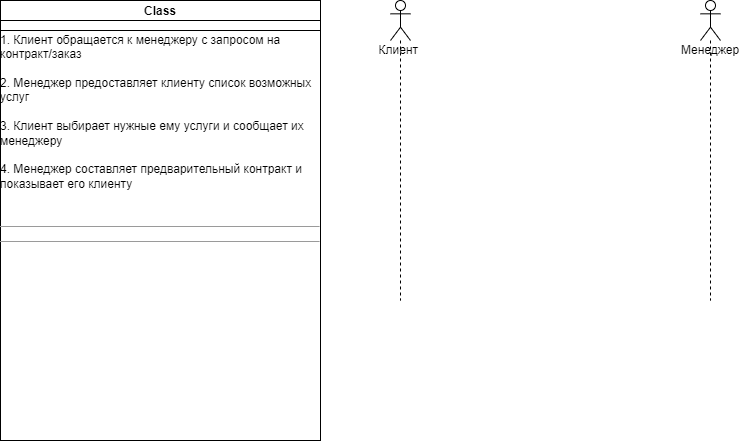 Class
1. Клиент обращается к менеджеру с запросом на
контракт/заказ
2. Менеджер предоставляет клиенту список возможных
услуг
3. Клиент выбирает нужные ему услуги и сообщает их
менеджеру
4. Менеджер составляет предварительный контракт и
показывает его клиенту
Клиент
Менеджер